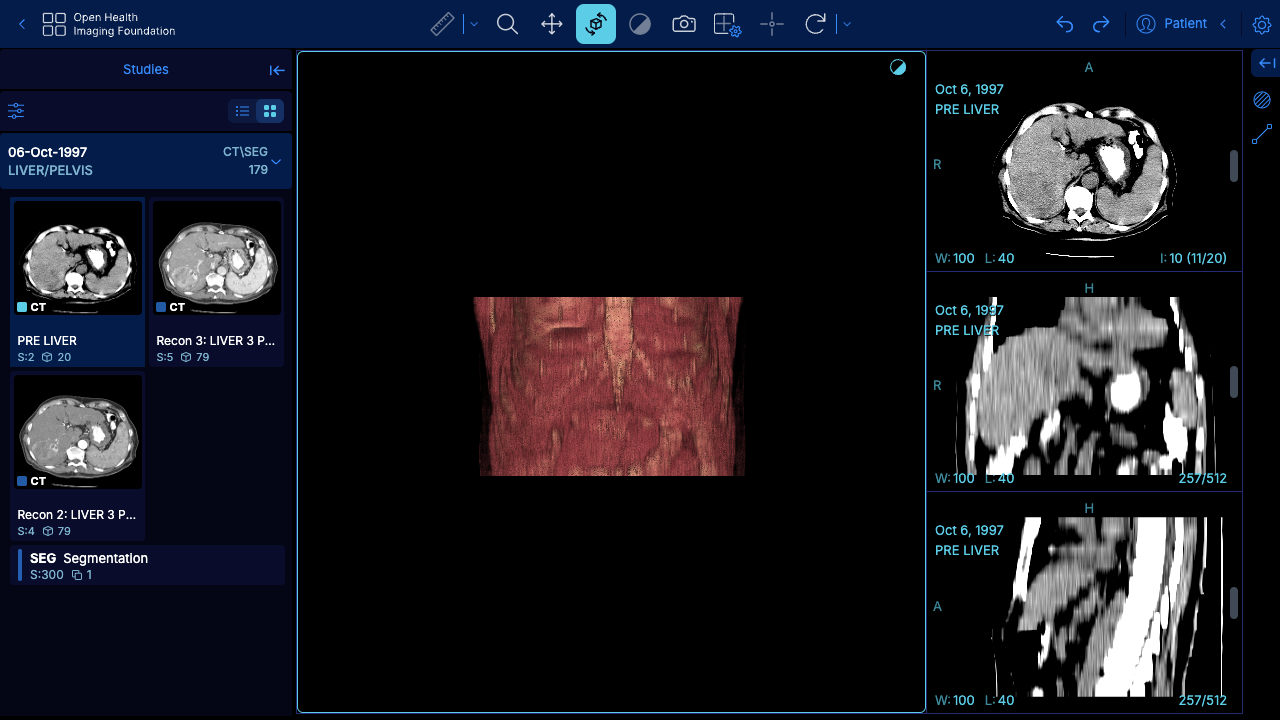 Open Health
Imaging Foundation
Patient
Studies
06-Oct-1997
CT\SEG
LIVER/PELVIS
179
CT
PRE LIVER
S:2 20
CT
Recon 3: LIVER 3 P...
S:5 79
CT
Recon 2: LIVER 3 P...
S:4 79
SEG Segmentation
S:300 1
A
Oct 6, 1997
PRE LIVER
R
W: 100 L: 40
I: 10 (11/20)
H
Oct 6, 1997
PRE LIVER
R
W: 100 L: 40
257/512
H
Oct 6, 1997
PRE LIVER
A
W: 100 L: 40
257/512